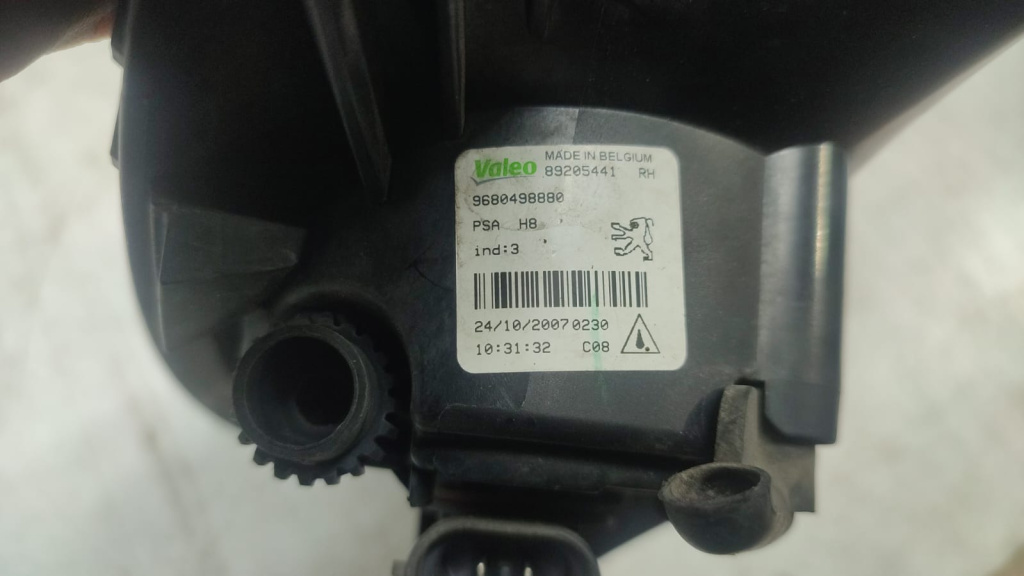 Valeo MADE IN BELGIUM
89205441 RH
9680498880
PSA H8
ind:3
24/10/2007 0230
10:31:32 C08